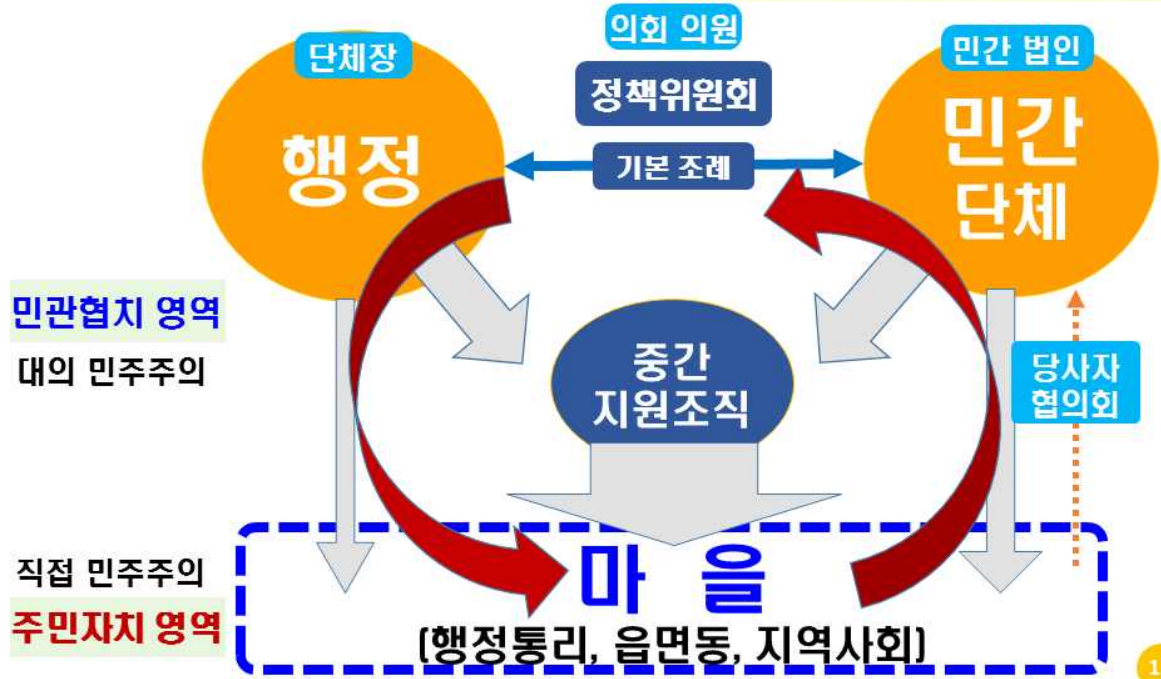 의회 의원
단체장
민간 법인
정책위원회
행정
기본 조례
민간
단체
민관협치 영역
대의 민주주의
중간
지원조직
당사자
협의회
직접 민주주의
주민자치 영역
마 을
(행정통리, 읍면동, 지역사회)
1